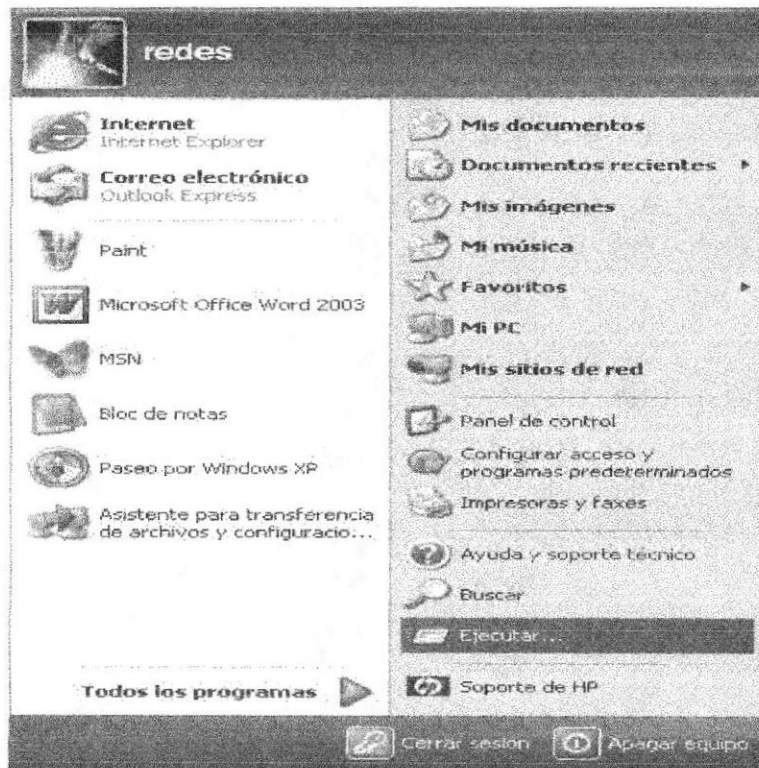 redes
Internet
Internet Explorer
Correo electrónico
Outlook Express
Paint
Microsoft Office Word 2003
MSN
Bloc de notas
Paseo por Windows XP
Asistente para transferencia
de archivos y configuracio...
Todos los programas
Mis documentos
Documentos recientes
Mis imágenes
Mi música
Favoritos
Mi PC
Mis sitios de red
Panel de control
Configurar acceso y
programas predeterminados
Impresoras y faxes
Ayuda y soporte técnico
Buscar
Ejecutar...
Soporte de HP
Cerrar sesión
Apagar equipo